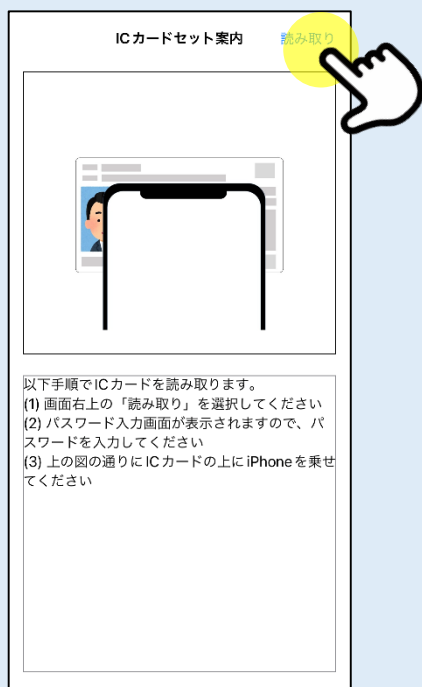 ICカードセット案内
読み取り
以下手順でICカードを読み取ります。
(1) 画面右上の「読み取り」を選択してください
(2) パスワード入力画面が表示されますので、パ
スワードを入力してください
(3) 上の図の通りにICカードの上にiPhoneを乗せ
てください